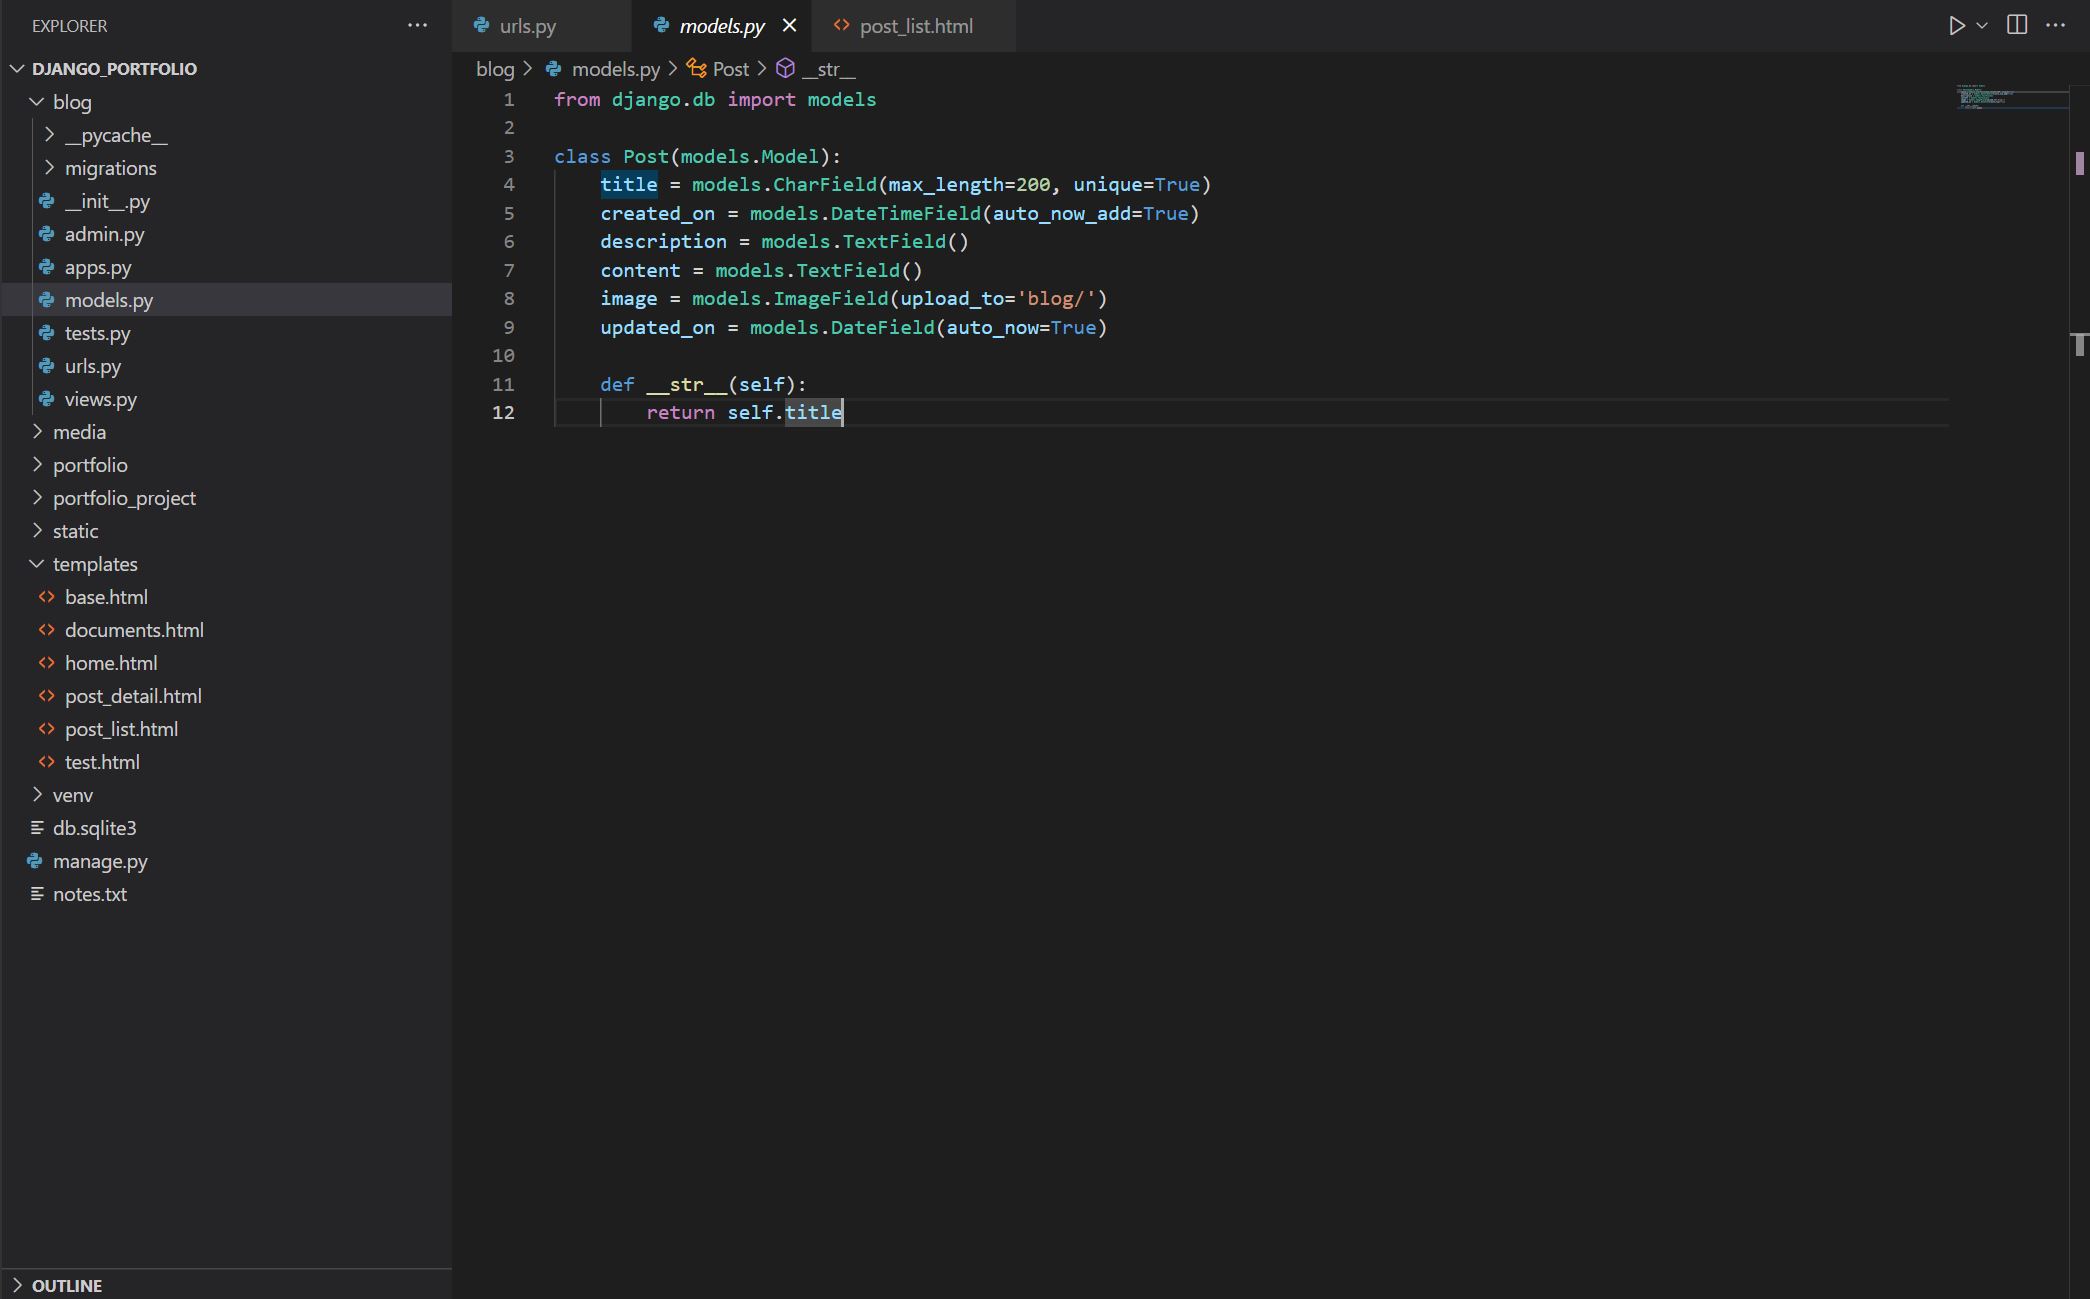 EXPLORER
DJANGO_PORTFOLIO
blog
__pycache__
migrations
__init__.py
admin.py
apps.py
models.py
tests.py
urls.py
views.py
media
portfolio
portfolio_project
static
templates
base.html
documents.html
home.html
post_detail.html
post_list.html
test.html
venv
db.sqlite3
manage.py
notes.txt
OUTLINE
urls.py models.py post_list.html
blog > models.py > Post > __str__
1 from django.db import models
2
3 class Post(models.Model):
4     title = models.CharField(max_length=200, unique=True)
5     created_on = models.DateTimeField(auto_now_add=True)
6     description = models.TextField()
7     content = models.TextField()
8     image = models.ImageField(upload_to='blog/')
9     updated_on = models.DateField(auto_now=True)
10
11     def __str__(self):
12         return self.title